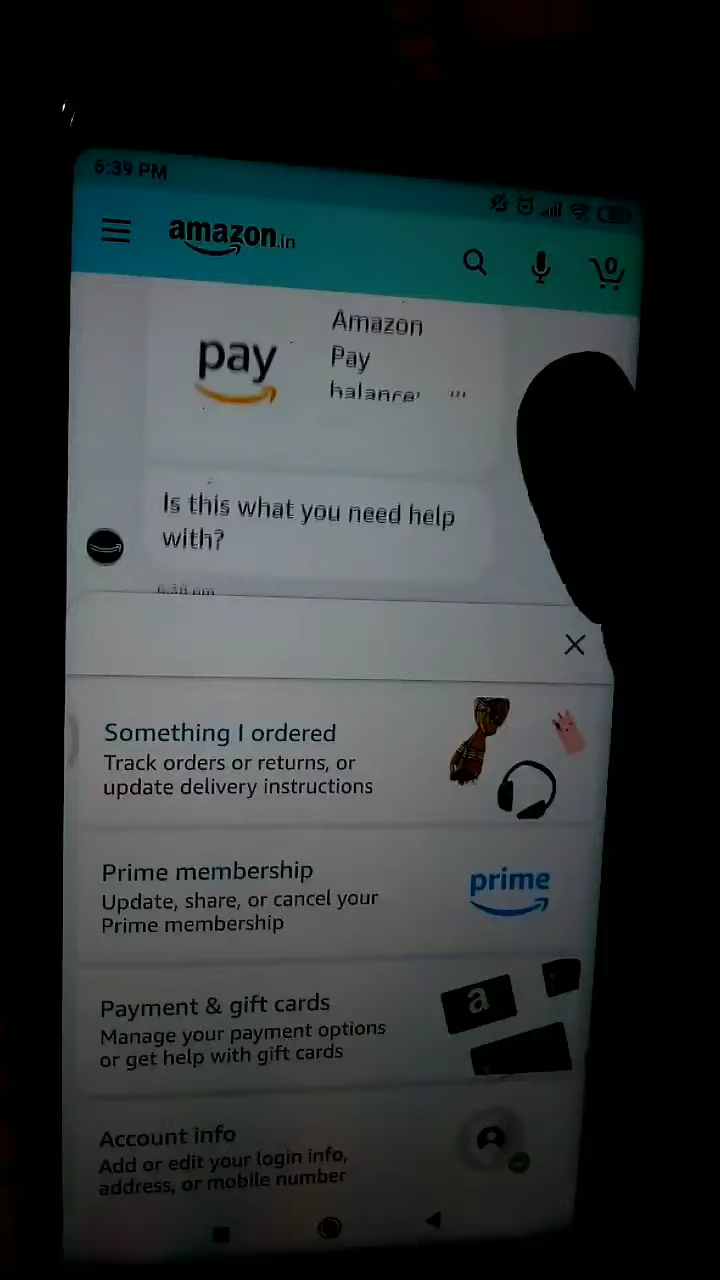 6:39 PM
amazon.in
0
pay
Amazon
Pay
balance
Is this what you need help
with?
6:38 pm
Something I ordered
Track orders or returns, or
update delivery instructions
Prime membership
Update, share, or cancel your
Prime membership
prime
Payment & gift cards
Manage your payment options
or get help with gift cards
a
Account info
Add or edit your login info,
address, or mobile number